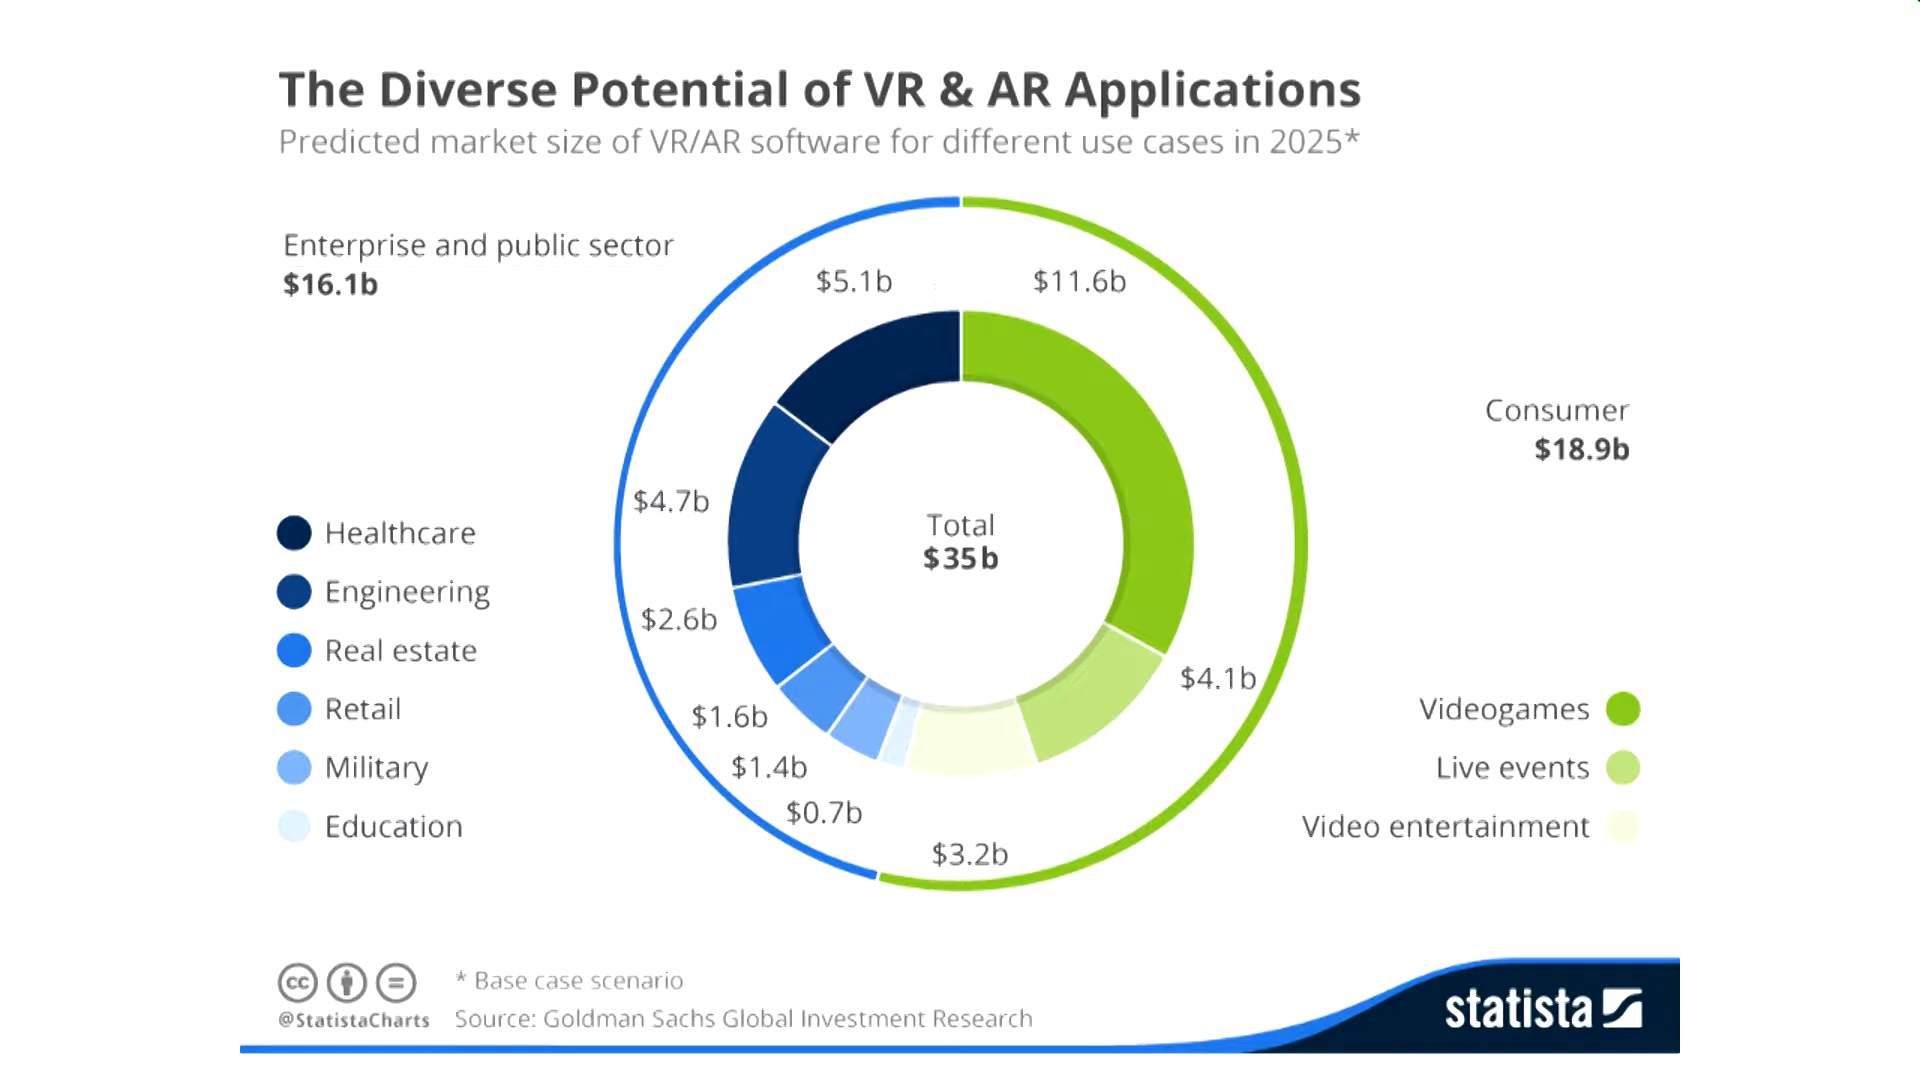 The Diverse Potential of VR & AR Applications
Predicted market size of VR/AR software for different use cases in 2025*
Enterprise and public sector
$16.1b
$5.1b
$11.6b
Consumer
$18.9b
$4.7b
Total
$35b
$2.6b
$4.1b
$1.6b
$1.4b
$0.7b
$3.2b
Healthcare
Engineering
Real estate
Retail
Military
Education
Videogames
Live events
Video entertainment
cc
@StatistaCharts
* Base case scenario
Source: Goldman Sachs Global Investment Research
statista